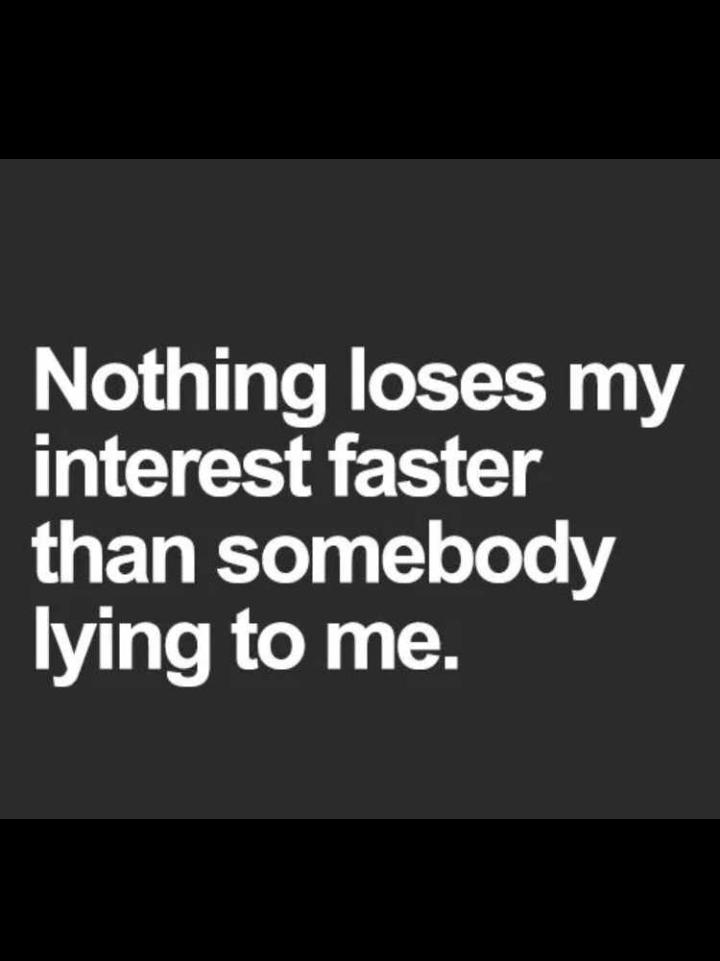 Nothing loses my
interest faster
than somebody
lying to me.